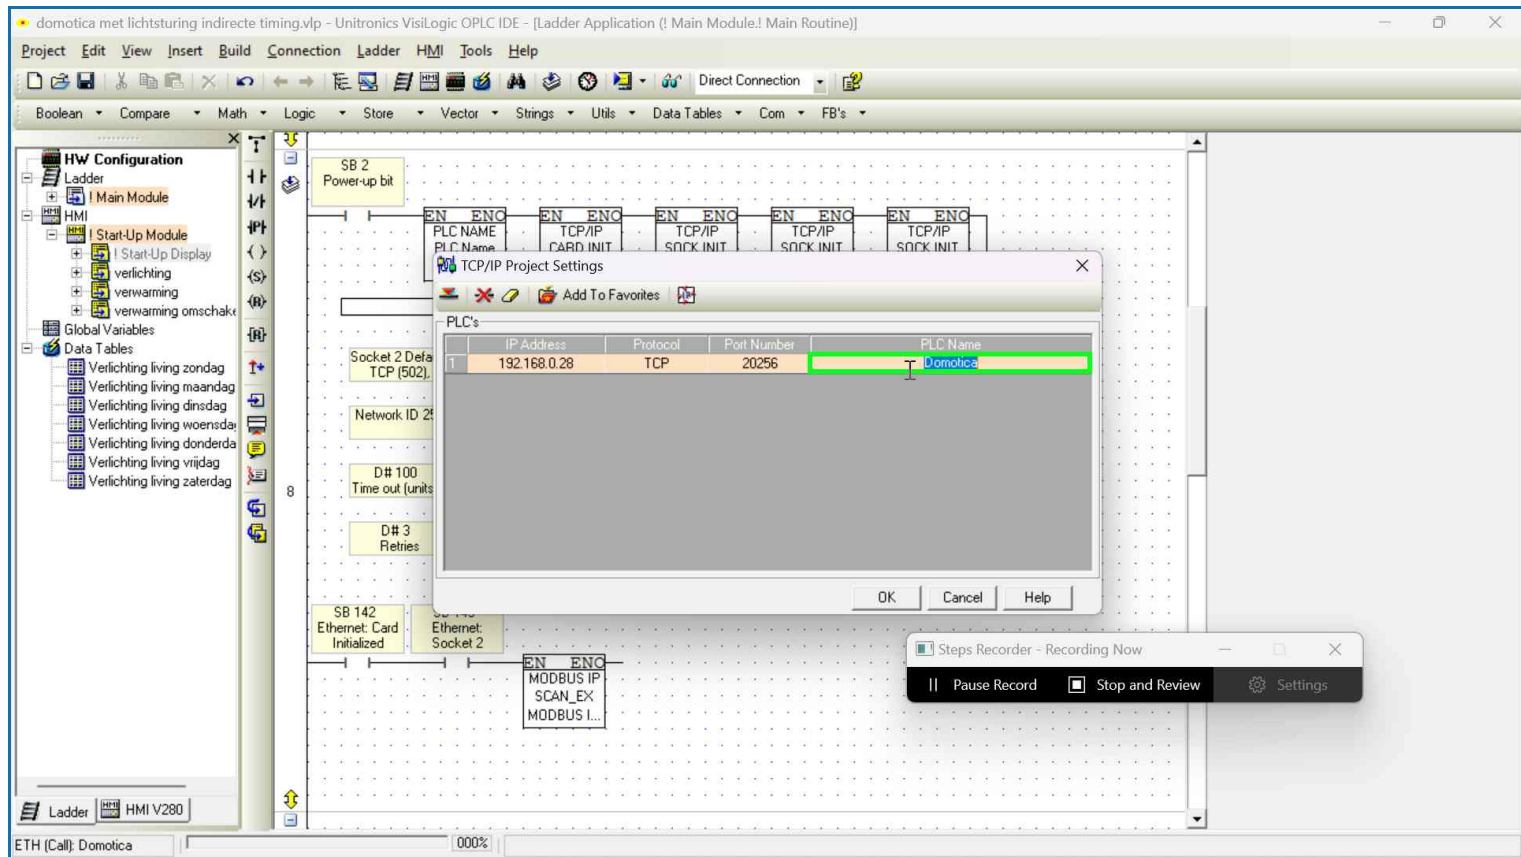 domotica met lichtsturing indirecte timing.vlp - Unitronics VisiLogic OPLC IDE - [Ladder Application (! Main Module.! Main Routine)]
Project Edit View Insert Build Connection Ladder HMI Tools Help
Direct Connection
Boolean Compare Math Logic Store Vector Strings Utils Data Tables Com FB's
HW Configuration
Ladder
! Main Module
HMI
! Start-Up Module
! Start-Up Display
verlichting
verwarming
verwarming omschake
Global Variables
Data Tables
Verlichting living zondag
Verlichting living maandag
Verlichting living dinsdag
Verlichting living woensda
Verlichting living donderda
Verlichting living vrijdag
Verlichting living zaterdag
Ladder HMI V280
SB 2
Power-up bit
EN ENO EN ENO EN ENO EN ENO EN ENO
PLC NAME TCP/IP TCP/IP TCP/IP TCP/IP
PLC Name CARD INIT SOCK INIT SOCK INIT SOCK INIT
TCP/IP Project Settings
Add To Favorites
PLC's
IP Address Protocol Port Number PLC Name
1 192.168.0.28 TCP 20256 Domotica
OK Cancel Help
Socket 2 Defa
TCP (502),
Network ID 25
D# 100
Time out (units
8
D# 3
Retries
SB 142
Ethernet: Card
Initialized
SB 145
Ethernet:
Socket 2
EN ENO
MODBUS IP
SCAN_EX
MODBUS I...
Steps Recorder - Recording Now
Pause Record Stop and Review Settings
ETH (Call): Domotica 000%